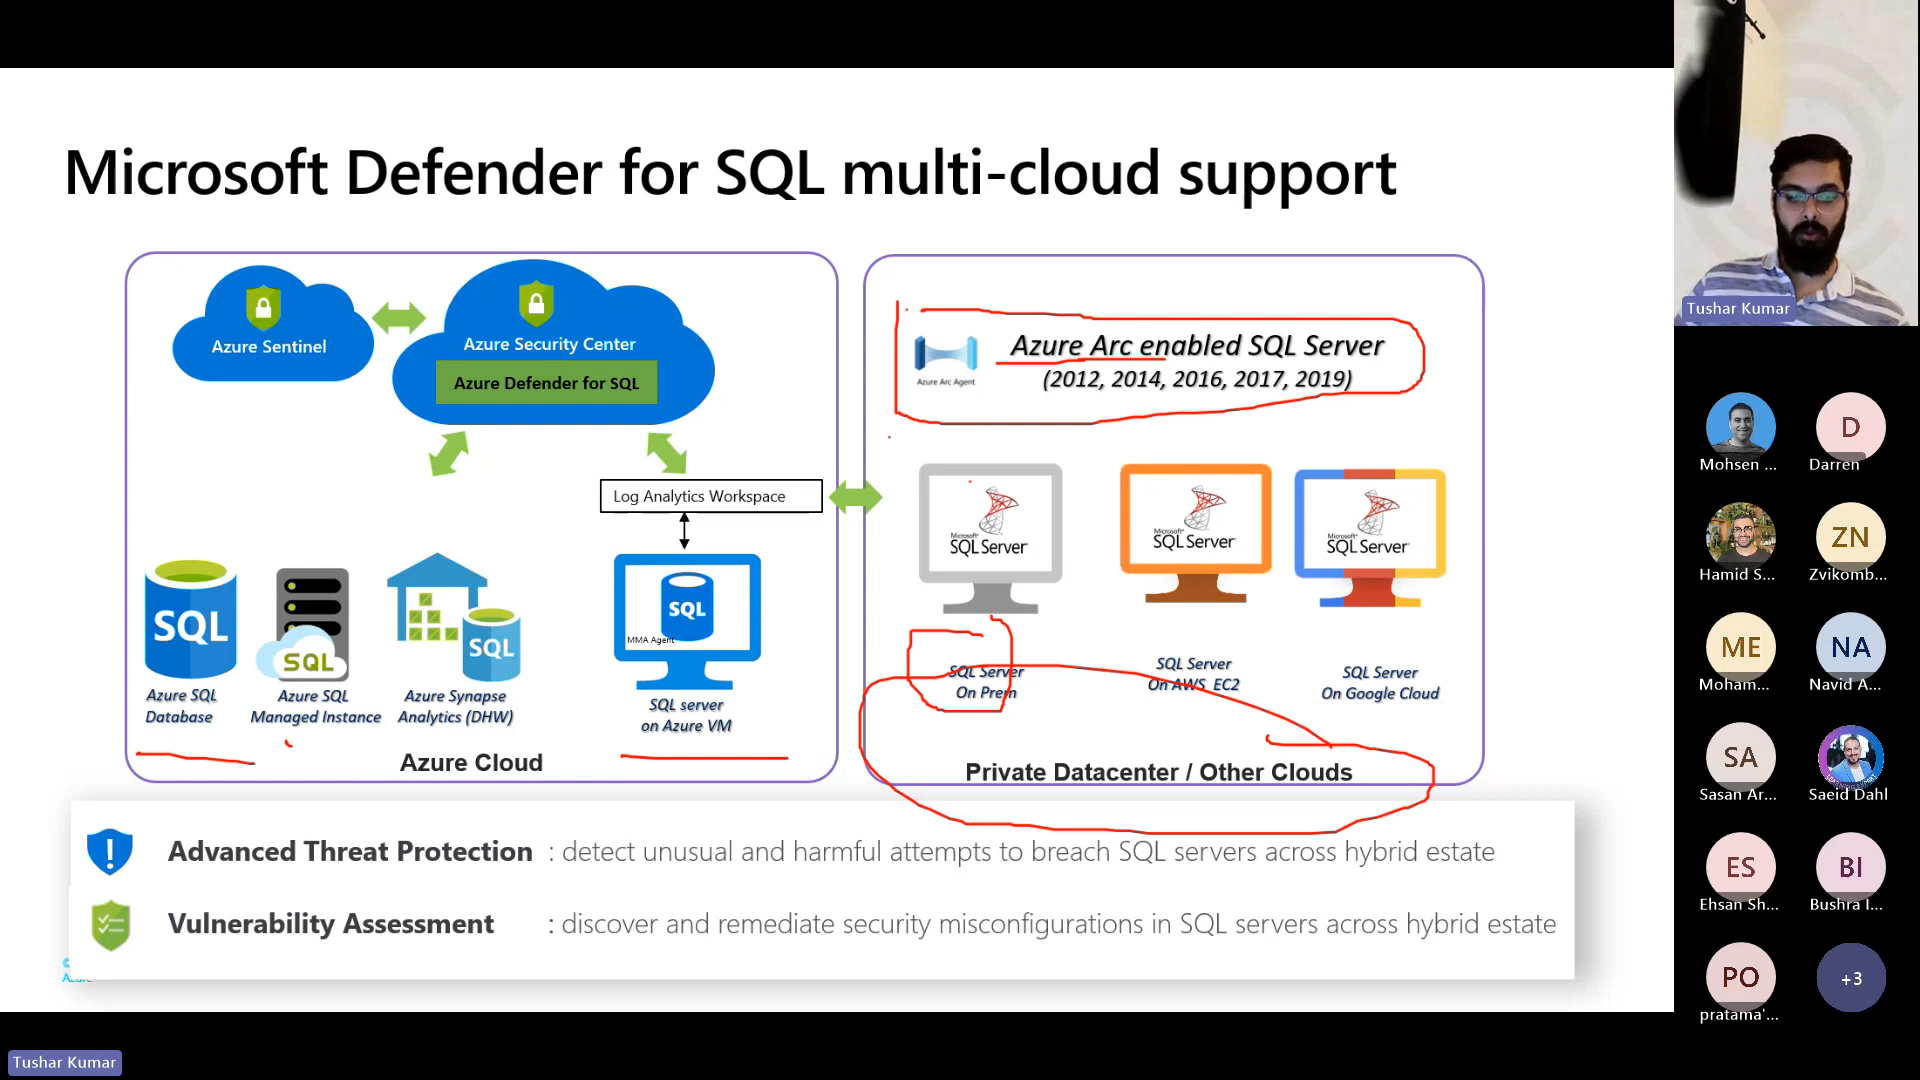 Microsoft Defender for SQL multi-cloud support
Azure Sentinel
Azure Security Center
Azure Defender for SQL
Log Analytics Workspace
SQL
SQL
SQL
SQL
MMA Agent
Azure SQL
Database
Azure SQL
Managed Instance
Azure Synapse
Analytics (DHW)
SQL server
on Azure VM
Azure Cloud
Azure Arc Agent
Azure Arc enabled SQL Server
(2012, 2014, 2016, 2017, 2019)
Microsoft®
SQL Server
Microsoft®
SQL Server
Microsoft®
SQL Server
SQL Server
On Prem
SQL Server
On AWS EC2
SQL Server
On Google Cloud
Private Datacenter / Other Clouds
Advanced Threat Protection : detect unusual and harmful attempts to breach SQL servers across hybrid estate
Vulnerability Assessment : discover and remediate security misconfigurations in SQL servers across hybrid estate
©
Azure
Tushar Kumar
Tushar Kumar
Mohsen ...
D
Darren
Hamid S...
ZN
Zvikomb...
ME
Moham...
NA
Navid A...
SA
Sasan Ar...
Saeid Dahl
ES
Ehsan Sh...
BI
Bushra I...
PO
pratama'...
+3